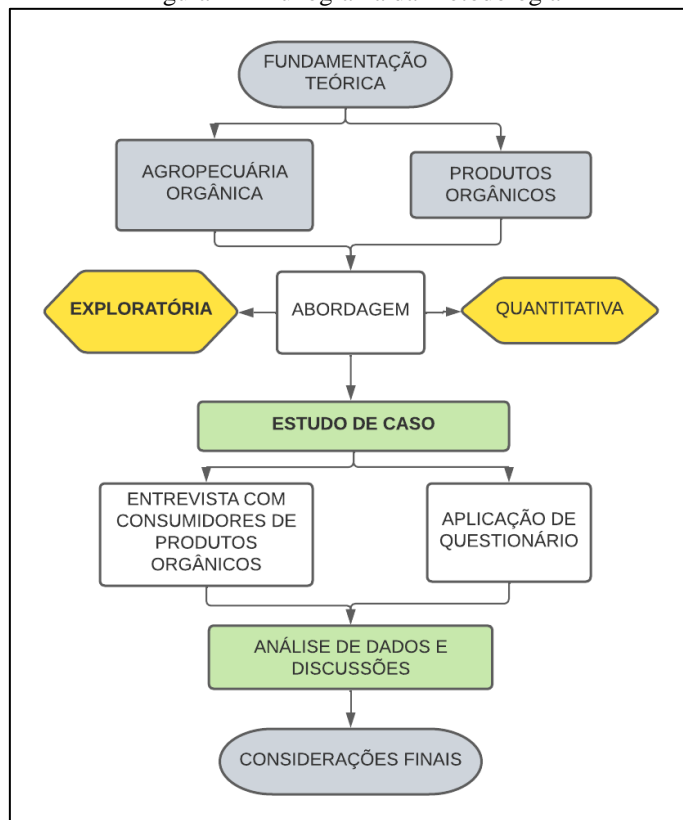 FUNDAMENTAÇÃO
TEÓRICA
AGROPECUÁRIA
ORGÂNICA
PRODUTOS
ORGÂNICOS
EXPLORATÓRIA
ABORDAGEM
QUANTITATIVA
ESTUDO DE CASO
ENTREVISTA COM
CONSUMIDORES DE
PRODUTOS
ORGÂNICOS
APLICAÇÃO DE
QUESTIONÁRIO
ANÁLISE DE DADOS E
DISCUSSÕES
CONSIDERAÇÕES FINAIS